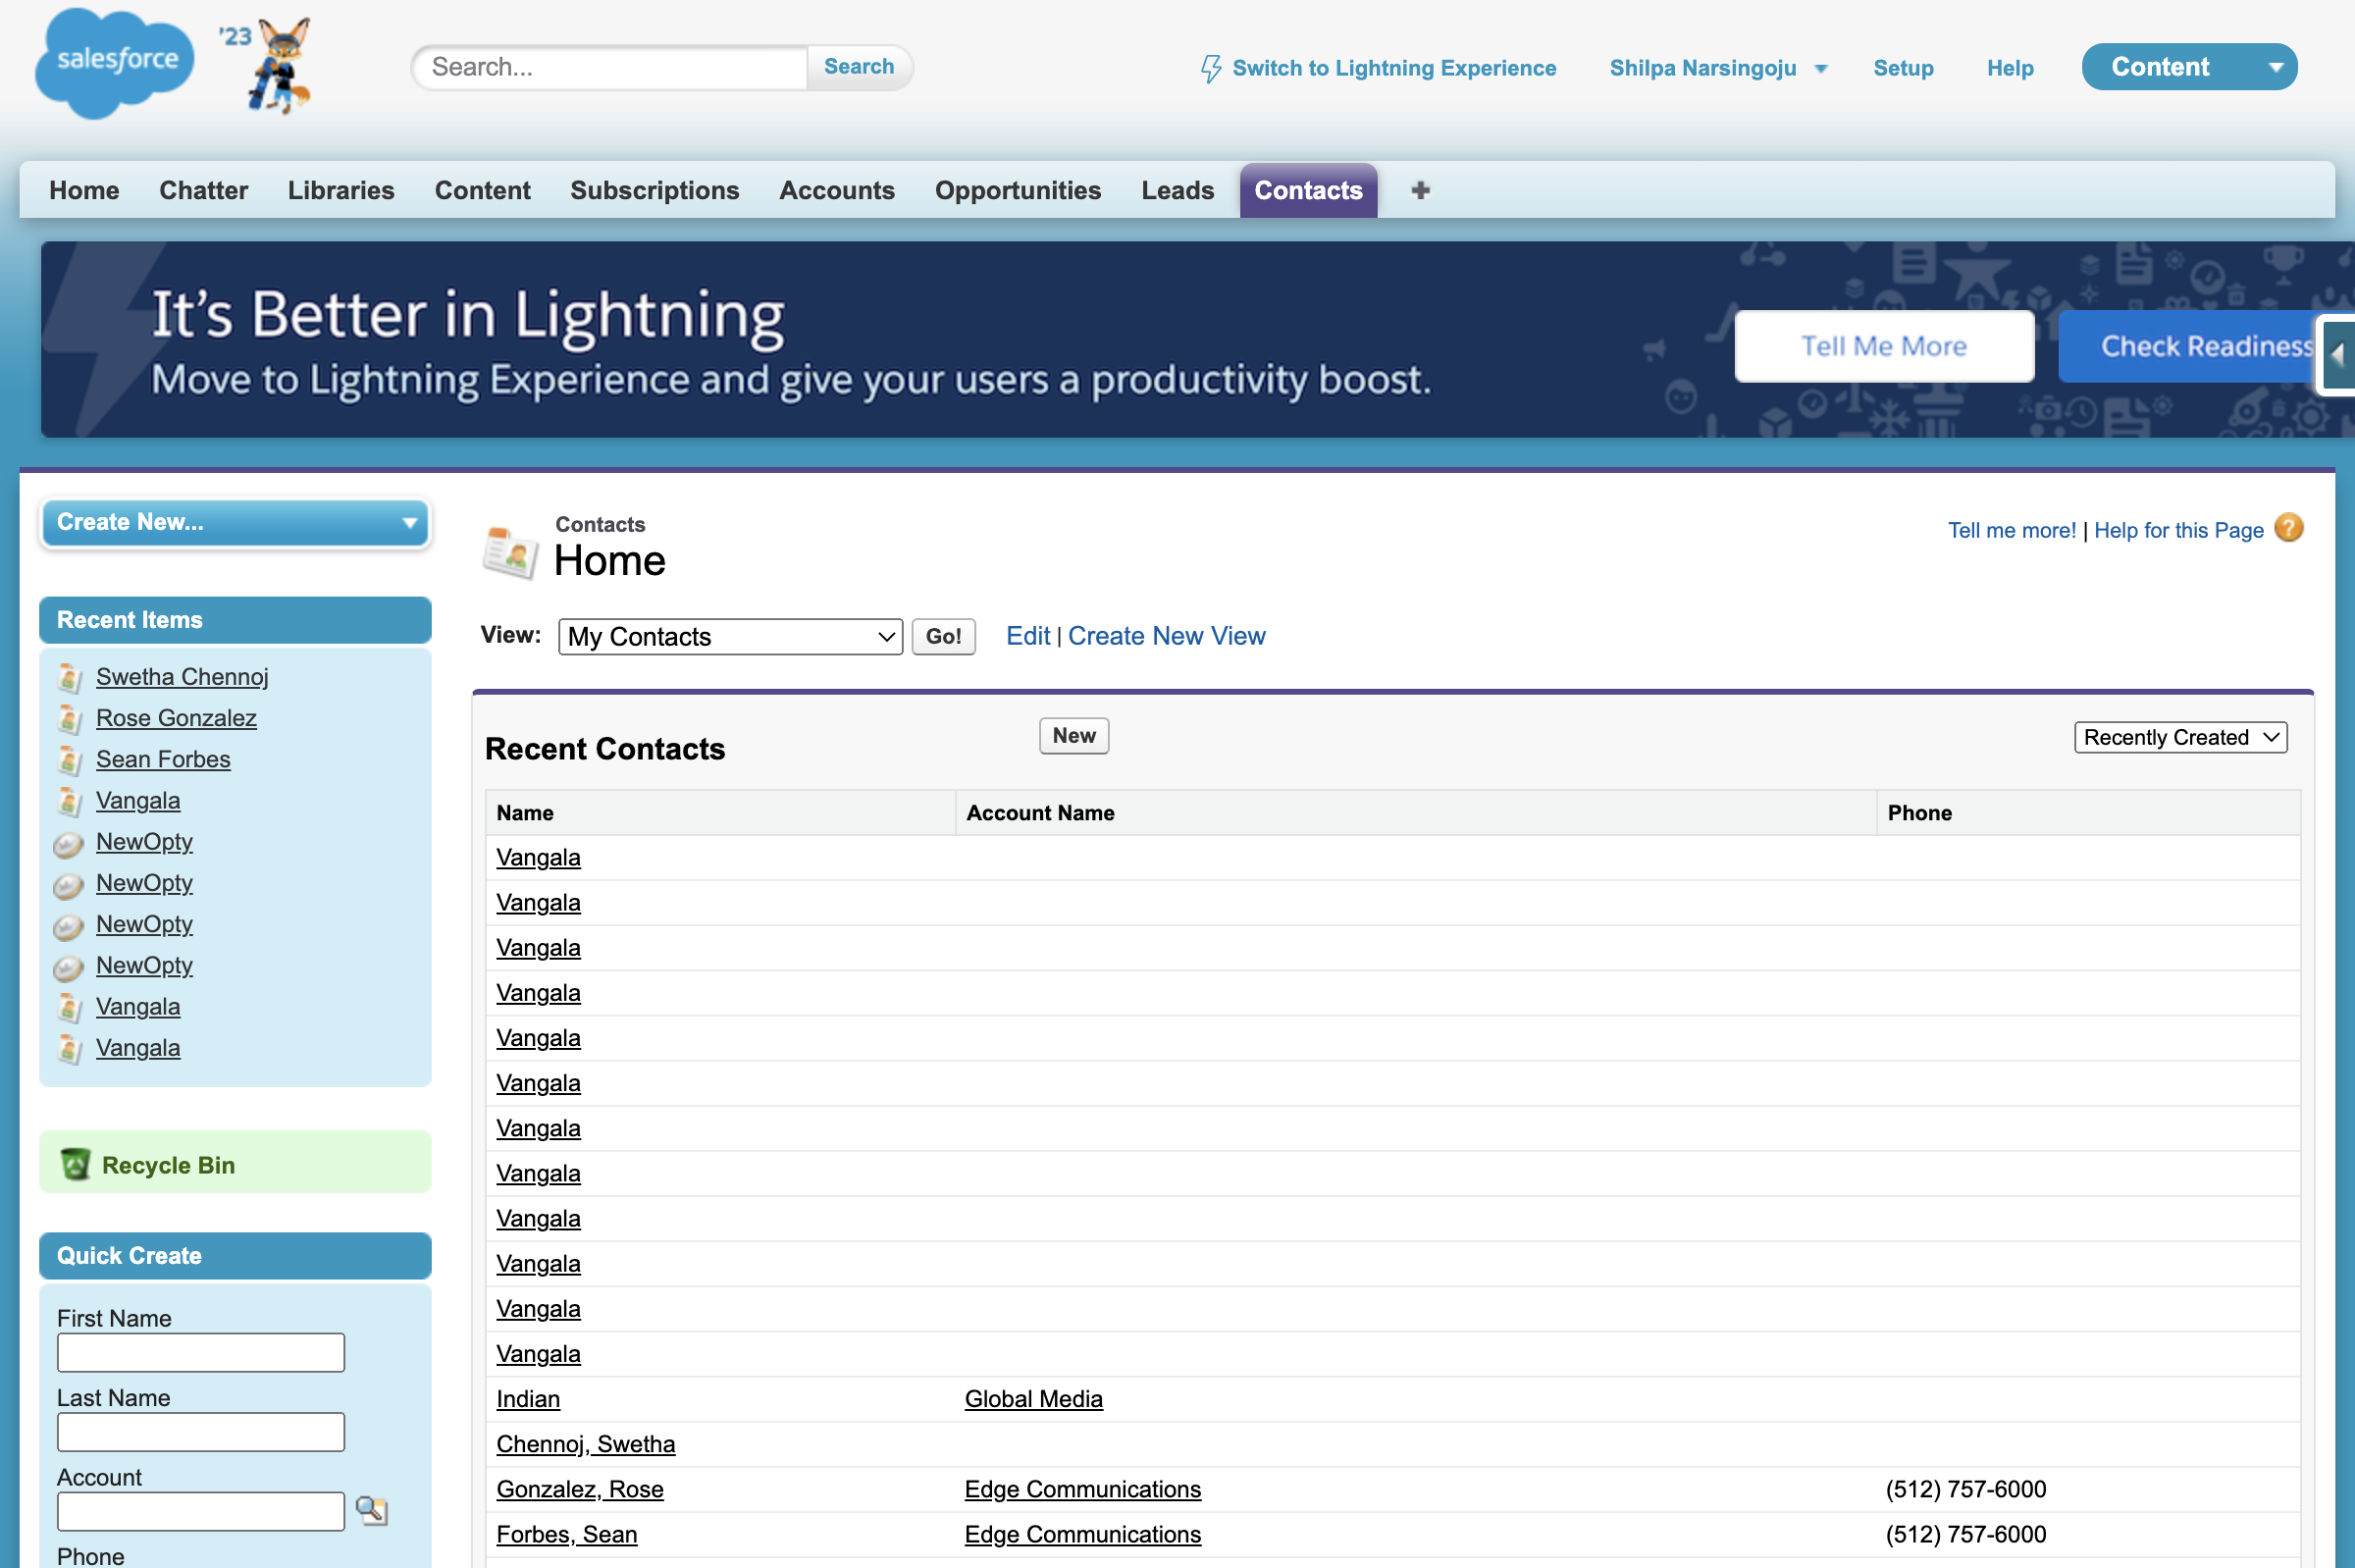 salesforce
'23
Search...
Search
Switch to Lightning Experience
Shilpa Narsingoju
Setup
Help
Content
Home
Chatter
Libraries
Content
Subscriptions
Accounts
Opportunities
Leads
Contacts
It's Better in Lightning
Move to Lightning Experience and give your users a productivity boost.
Tell Me More
Check Readiness
Create New...
Recent Items
Swetha Chennoj
Rose Gonzalez
Sean Forbes
Vangala
NewOpty
NewOpty
NewOpty
NewOpty
Vangala
Vangala
Recycle Bin
Quick Create
First Name
Last Name
Account
Phone
Contacts
Home
Tell me more! | Help for this Page ?
View: My Contacts Go! Edit | Create New View
Recent Contacts
New
Recently Created
Name Account Name Phone
Vangala
Vangala
Vangala
Vangala
Vangala
Vangala
Vangala
Vangala
Vangala
Vangala
Vangala
Vangala
Indian Global Media
Chennoj, Swetha
Gonzalez, Rose Edge Communications (512) 757-6000
Forbes, Sean Edge Communications (512) 757-6000